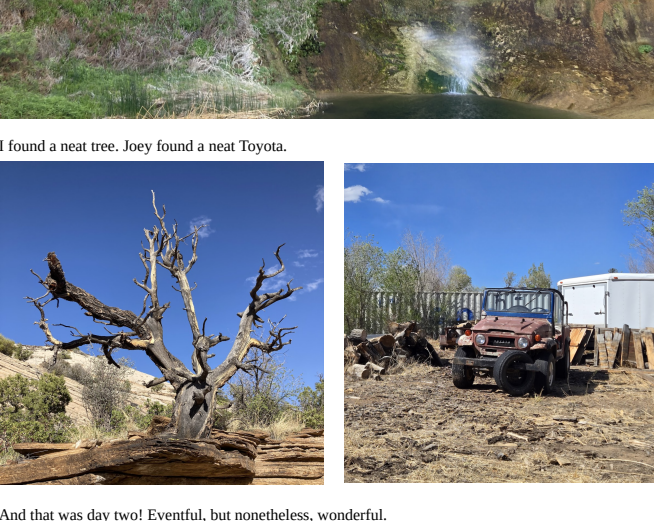 I found a neat tree. Joey found a neat Toyota.
And that was day two! Eventful, but nonetheless, wonderful.